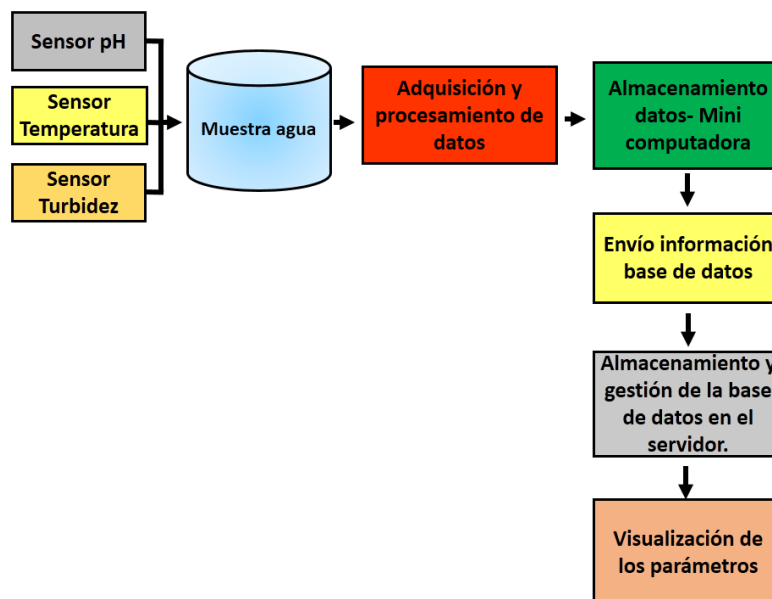 Sensor pH
Sensor
Temperatura
Sensor
Turbidez
Muestra agua
Adquisición y
procesamiento de
datos
Almacenamiento
datos- Mini
computadora
Envío información
base de datos
Almacenamiento y
gestión de la base
de datos en el
servidor.
Visualización de
los parámetros